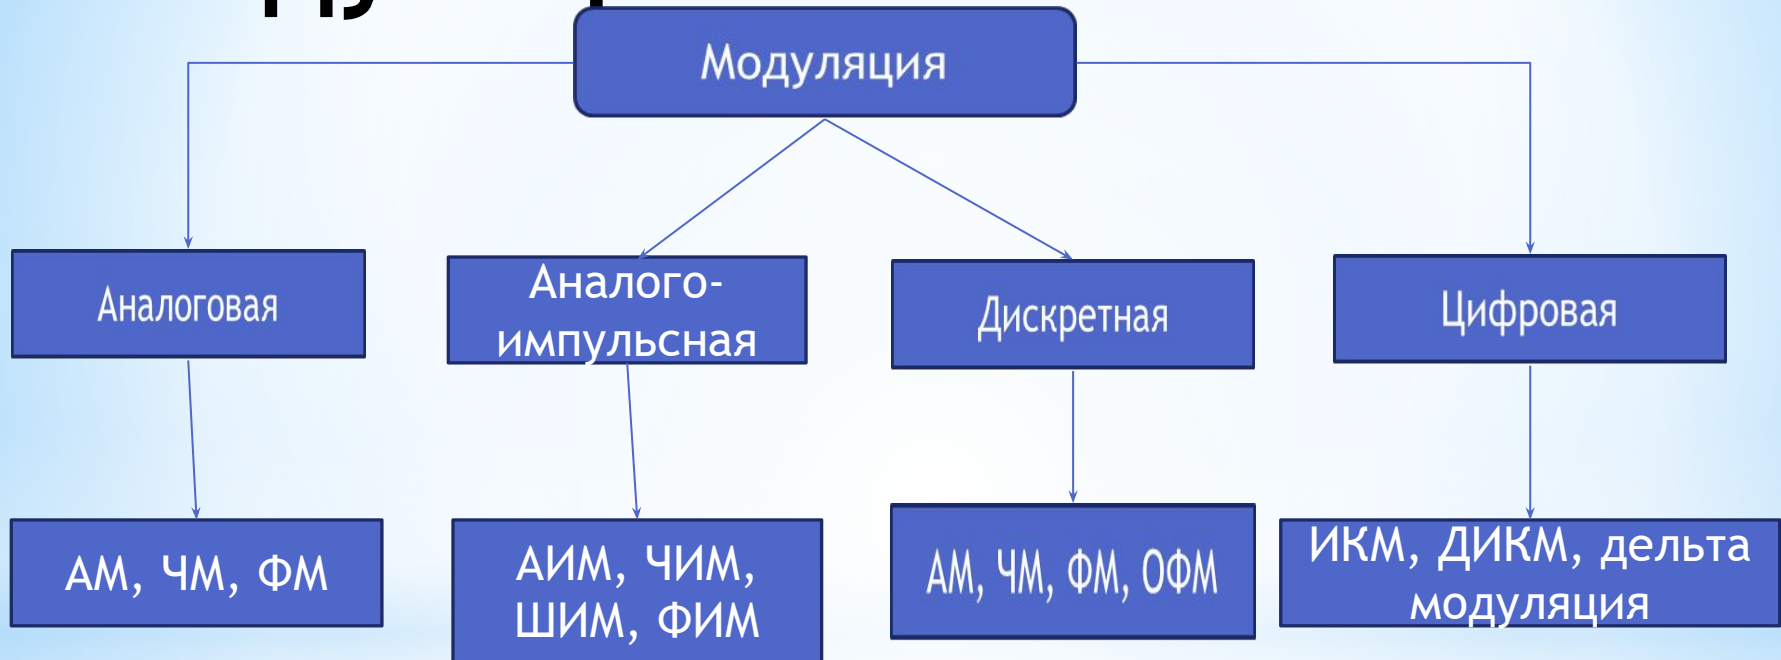 Модуляция
Аналоговая
Аналого-
импульсная
Дискретная
Цифровая
АМ, ЧМ, ФМ
АИМ, ЧИМ,
ШИМ, ФИМ
АМ, ЧМ, ФМ, ОФМ
ИКМ, ДИКМ, дельта
модуляция